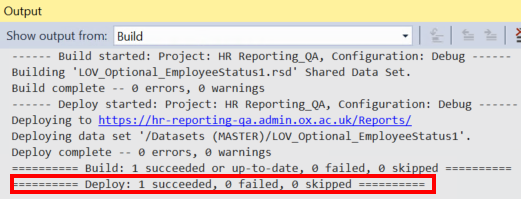 Output
Show output from: Build
------ Build started: Project: HR Reporting_QA, Configuration: Debug ------
Building 'LOV_Optional_EmployeeStatus1.rsd' Shared Data Set.
Build complete -- 0 errors, 0 warnings
------ Deploy started: Project: HR Reporting_QA, Configuration: Debug ------
Deploying to https://hr-reporting-qa.admin.ox.ac.uk/Reports/
Deploying data set '/Datasets (MASTER)/LOV_Optional_EmployeeStatus1'.
Deploy complete -- 0 errors, 0 warnings
========== Build: 1 succeeded or up-to-date, 0 failed, 0 skipped ==========
========== Deploy: 1 succeeded, 0 failed, 0 skipped ==========